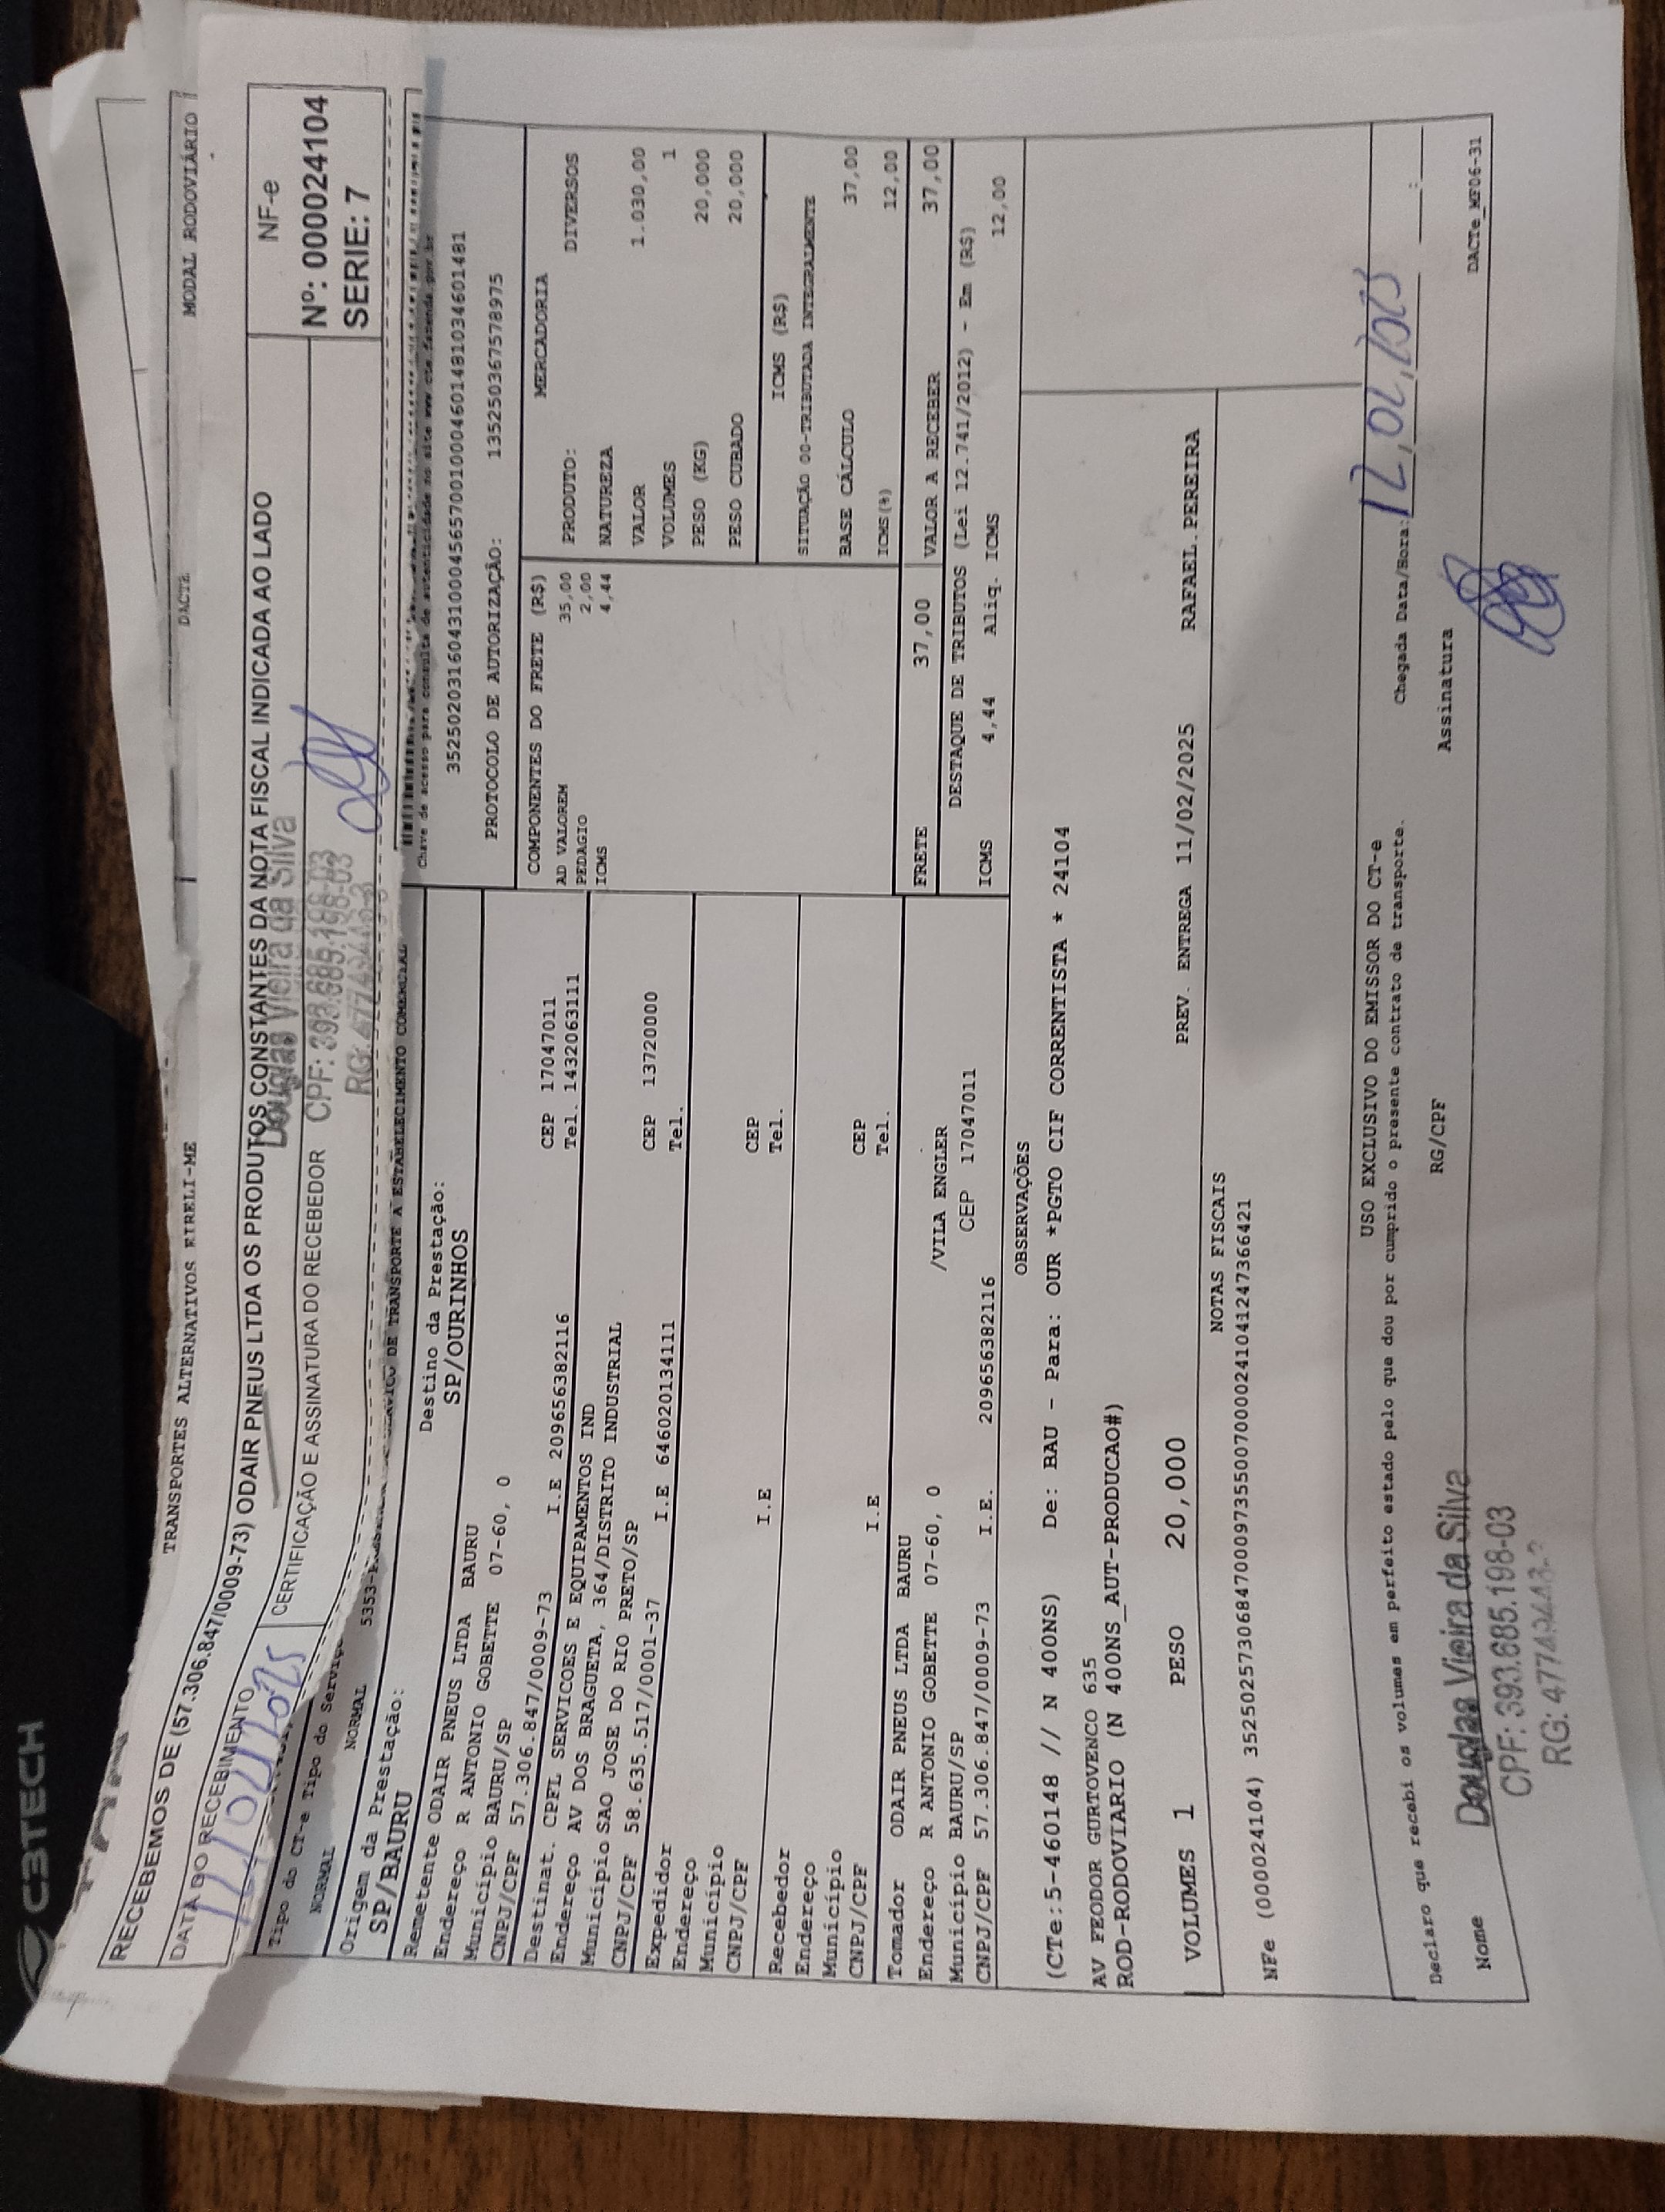 C3TECH
TRANSPORTES ALTERNATIVOS EIRELI-ME
DACTE
MODAL RODOVIÁRIO
RECEBEMOS DE (57.306.847/0009-73) ODAIR PNEUS LTDA OS PRODUTOS CONSTANTES DA NOTA FISCAL INDICADA AO LADO
NF-e
Nº: 000024104
SERIE: 7
DATA DO RECEBIMENTO
CERTIFICAÇÃO E ASSINATURA DO RECEBEDOR
Douglas Vieira da Silva
CPF: 393.685.198-03
Tipo do CT-e Tipo do Serviço
NORMAL NORMAL
DE TRANSPORTE A ESTABELECIMENTO COMERCIAL
Chave de acesso para consulta de autenticidade no site www cte fazenda gov br
Origem da Prestação:
SP/BAURU
Destino da Prestação:
SP/OURINHOS
35250203160431000456570010004601481034601481
PROTOCOLO DE AUTORIZAÇÃO: 135250367578975
Remetente ODAIR PNEUS LTDA BAURU
Endereço R ANTONIO GOBETTE 07-60, 0
Município BAURU/SP CEP 17047011
CNPJ/CPF 57.306.847/0009-73 I.E 209656382116 Tel. 1432063111
Destinat. CPFL SERVICOES E EQUIPAMENTOS IND
Endereço AV DOS BRAGUETA, 364/DISTRITO INDUSTRIAL
Município SAO JOSE DO RIO PRETO/SP CEP 13720000
CNPJ/CPF 58.635.517/0001-37 I.E 646020134111 Tel.
Expedidor
Endereço
Município CEP
CNPJ/CPF I.E Tel.
Recebedor
Endereço
Município CEP
CNPJ/CPF I.E Tel.
Tomador ODAIR PNEUS LTDA BAURU
Endereço R ANTONIO GOBETTE 07-60, 0 /VILA ENGLER
Município BAURU/SP CEP 17047011
CNPJ/CPF 57.306.847/0009-73 I.E. 209656382116
COMPONENTES DO FRETE (R$)
AD VALOREM 35,00
PEDAGIO 2,00
ICMS 4,44
MERCADORIA
PRODUTO: DIVERSOS
NATUREZA
VALOR 1.030,00
VOLUMES 1
PESO (KG) 20,000
PESO CUBADO 20,000
ICMS (R$)
SITUAÇÃO 00-TRIBUTADA INTEGRALMENTE
BASE CÁLCULO 37,00
ICMS(%) 12,00
FRETE 37,00 VALOR A RECEBER 37,00
DESTAQUE DE TRIBUTOS (Lei 12.741/2012) - Em (R$)
ICMS 4,44 Aliq. ICMS 12,00
OBSERVAÇÕES
(CTe:5-460148 // N 400NS) De: BAU - Para: OUR *PGTO CIF CORRENTISTA * 24104
AV FEODOR GURTOVENCO 635
ROD-RODOVIARIO (N 400NS_AUT-PRODUCAO#)
VOLUMES 1 PESO 20,000 PREV. ENTREGA 11/02/2025 RAFAEL.PEREIRA
NOTAS FISCAIS
NFe (000024104) 35250257306847000973550070000241041247366421
USO EXCLUSIVO DO EMISSOR DO CT-e
Declaro que recebi os volumes em perfeito estado pelo que dou por cumprido o presente contrato de transporte.
Chegada Data/Hora: 12,02,2025 :
Nome RG/CPF Assinatura
Douglas Vieira da Silva
CPF: 393.685.198-03
DACTe_MF06-31